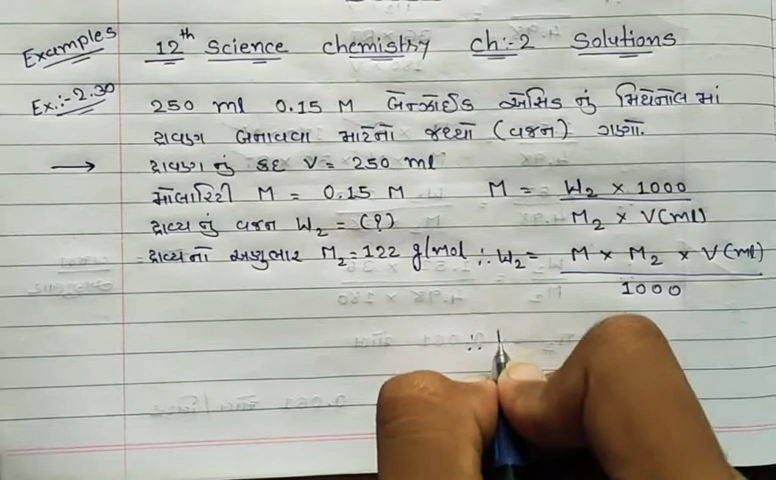 Examples 12th Science chemistry ch:-2 Solutions
Ex:-2.30 250 ml 0.15 M બેન્ઝોઈક એસિડ નું મિથેનોલ માં
દ્રાવણ બનાવવા માટેનો જથ્થો (વજન) ગણો.
→ દ્રાવણ નું કદ V = 250 ml
મોલારિટી M = 0.15 M M = W₂ × 1000 / M₂ × V(ml)
દ્રાવ્ય નું વજન W₂ = (?)
દ્રાવ્યનો અણુભાર M₂ = 122 g/mol ∴ W₂ = M × M₂ × V(ml) / 1000
∴